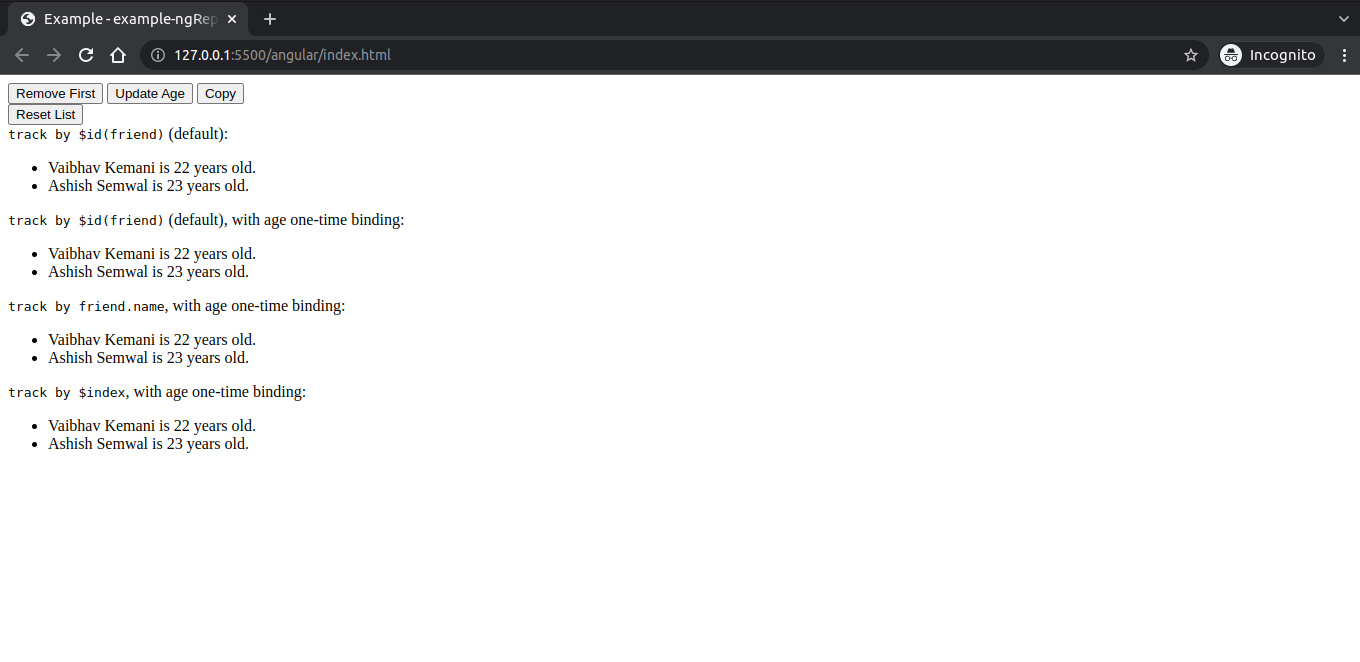 Example - example-ngRep
127.0.0.1:5500/angular/index.html
Incognito
Remove First Update Age Copy
Reset List
track by $id(friend) (default):
Vaibhav Kemani is 22 years old.
Ashish Semwal is 23 years old.
track by $id(friend) (default), with age one-time binding:
Vaibhav Kemani is 22 years old.
Ashish Semwal is 23 years old.
track by friend.name, with age one-time binding:
Vaibhav Kemani is 22 years old.
Ashish Semwal is 23 years old.
track by $index, with age one-time binding:
Vaibhav Kemani is 22 years old.
Ashish Semwal is 23 years old.